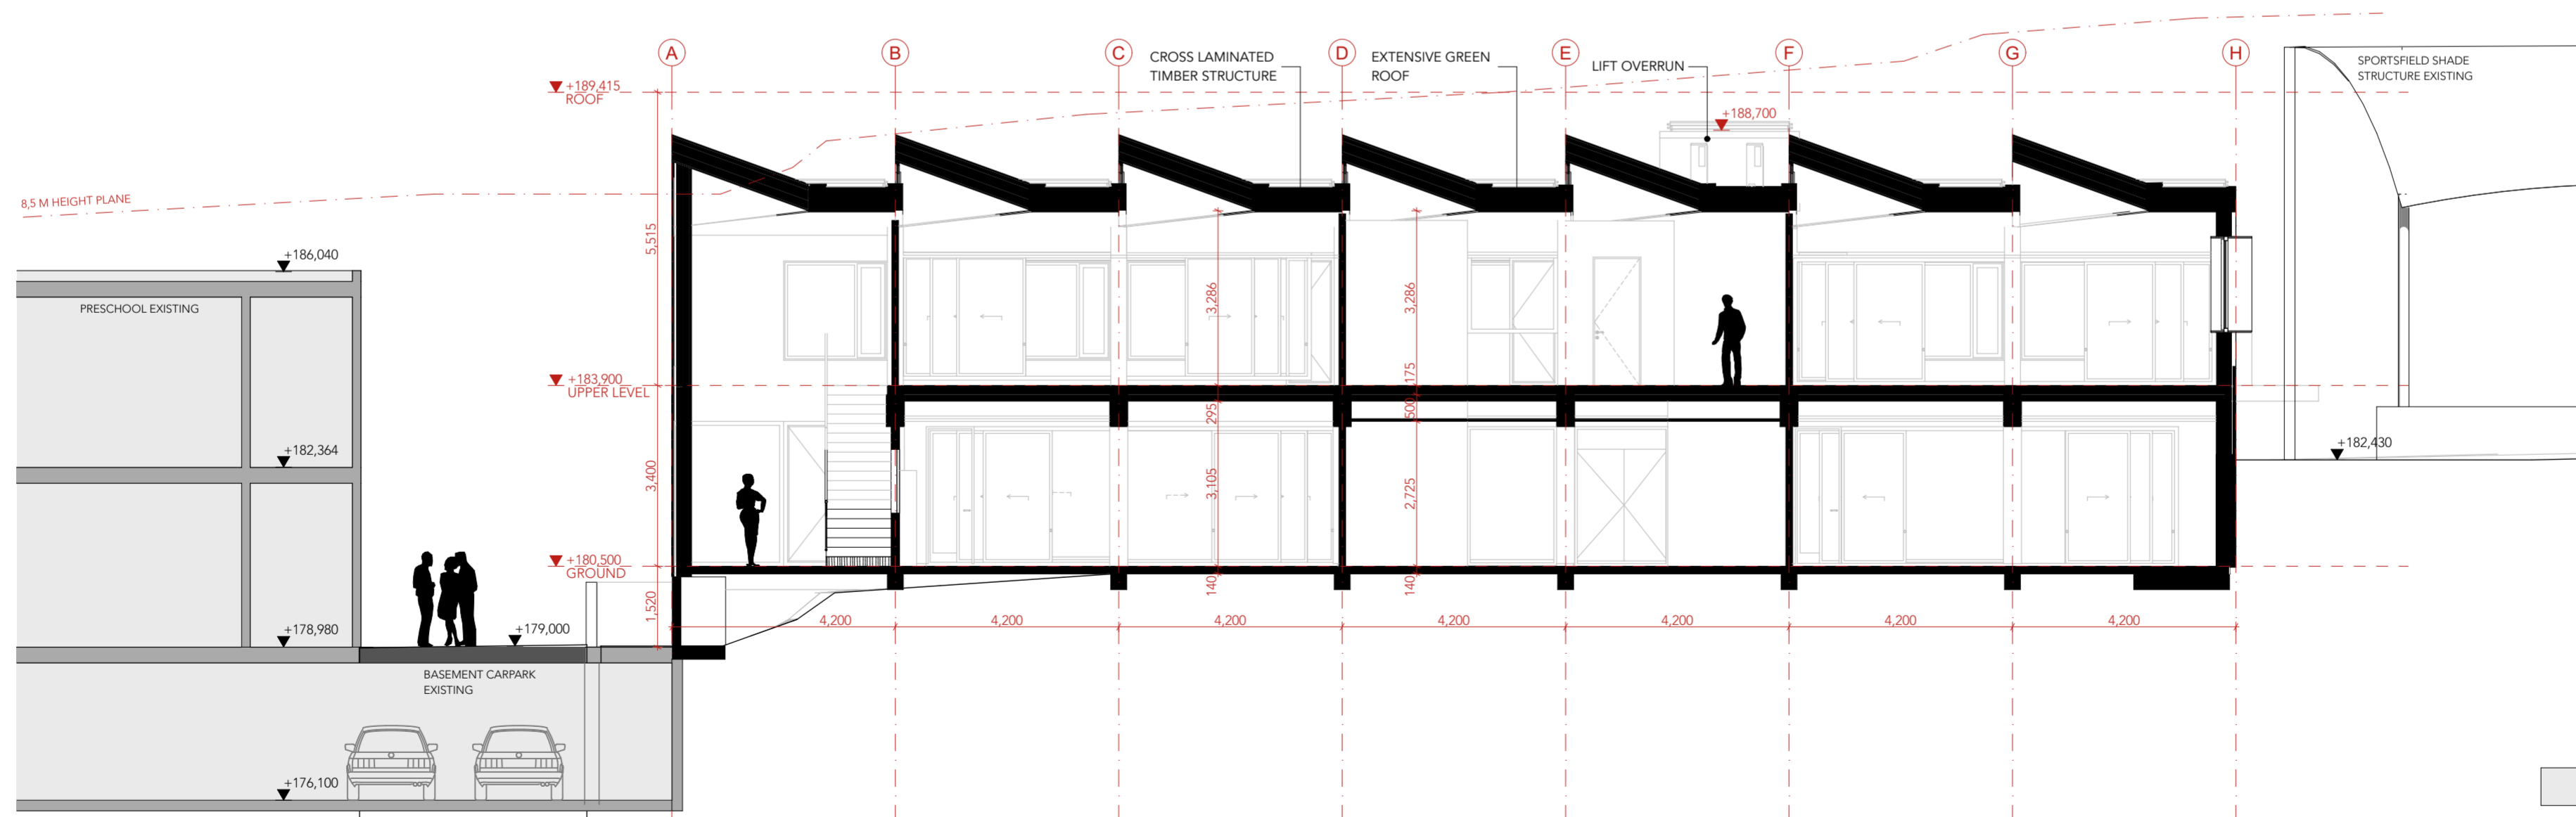 A
B
C
D
E
F
G
H
CROSS LAMINATED
TIMBER STRUCTURE
EXTENSIVE GREEN
ROOF
LIFT OVERRUN
SPORTSFIELD SHADE
STRUCTURE EXISTING
+189,415
ROOF
+188,700
8,5 M HEIGHT PLANE
5,515
+186,040
PRESCHOOL EXISTING
3,286
3,286
+183,900
UPPER LEVEL
175
295
500
+182,364
+182,430
3,400
3,105
2,725
+180,500
GROUND
140
140
1,520
4,200
4,200
4,200
4,200
4,200
4,200
4,200
+178,980
+179,000
BASEMENT CARPARK
EXISTING
+176,100